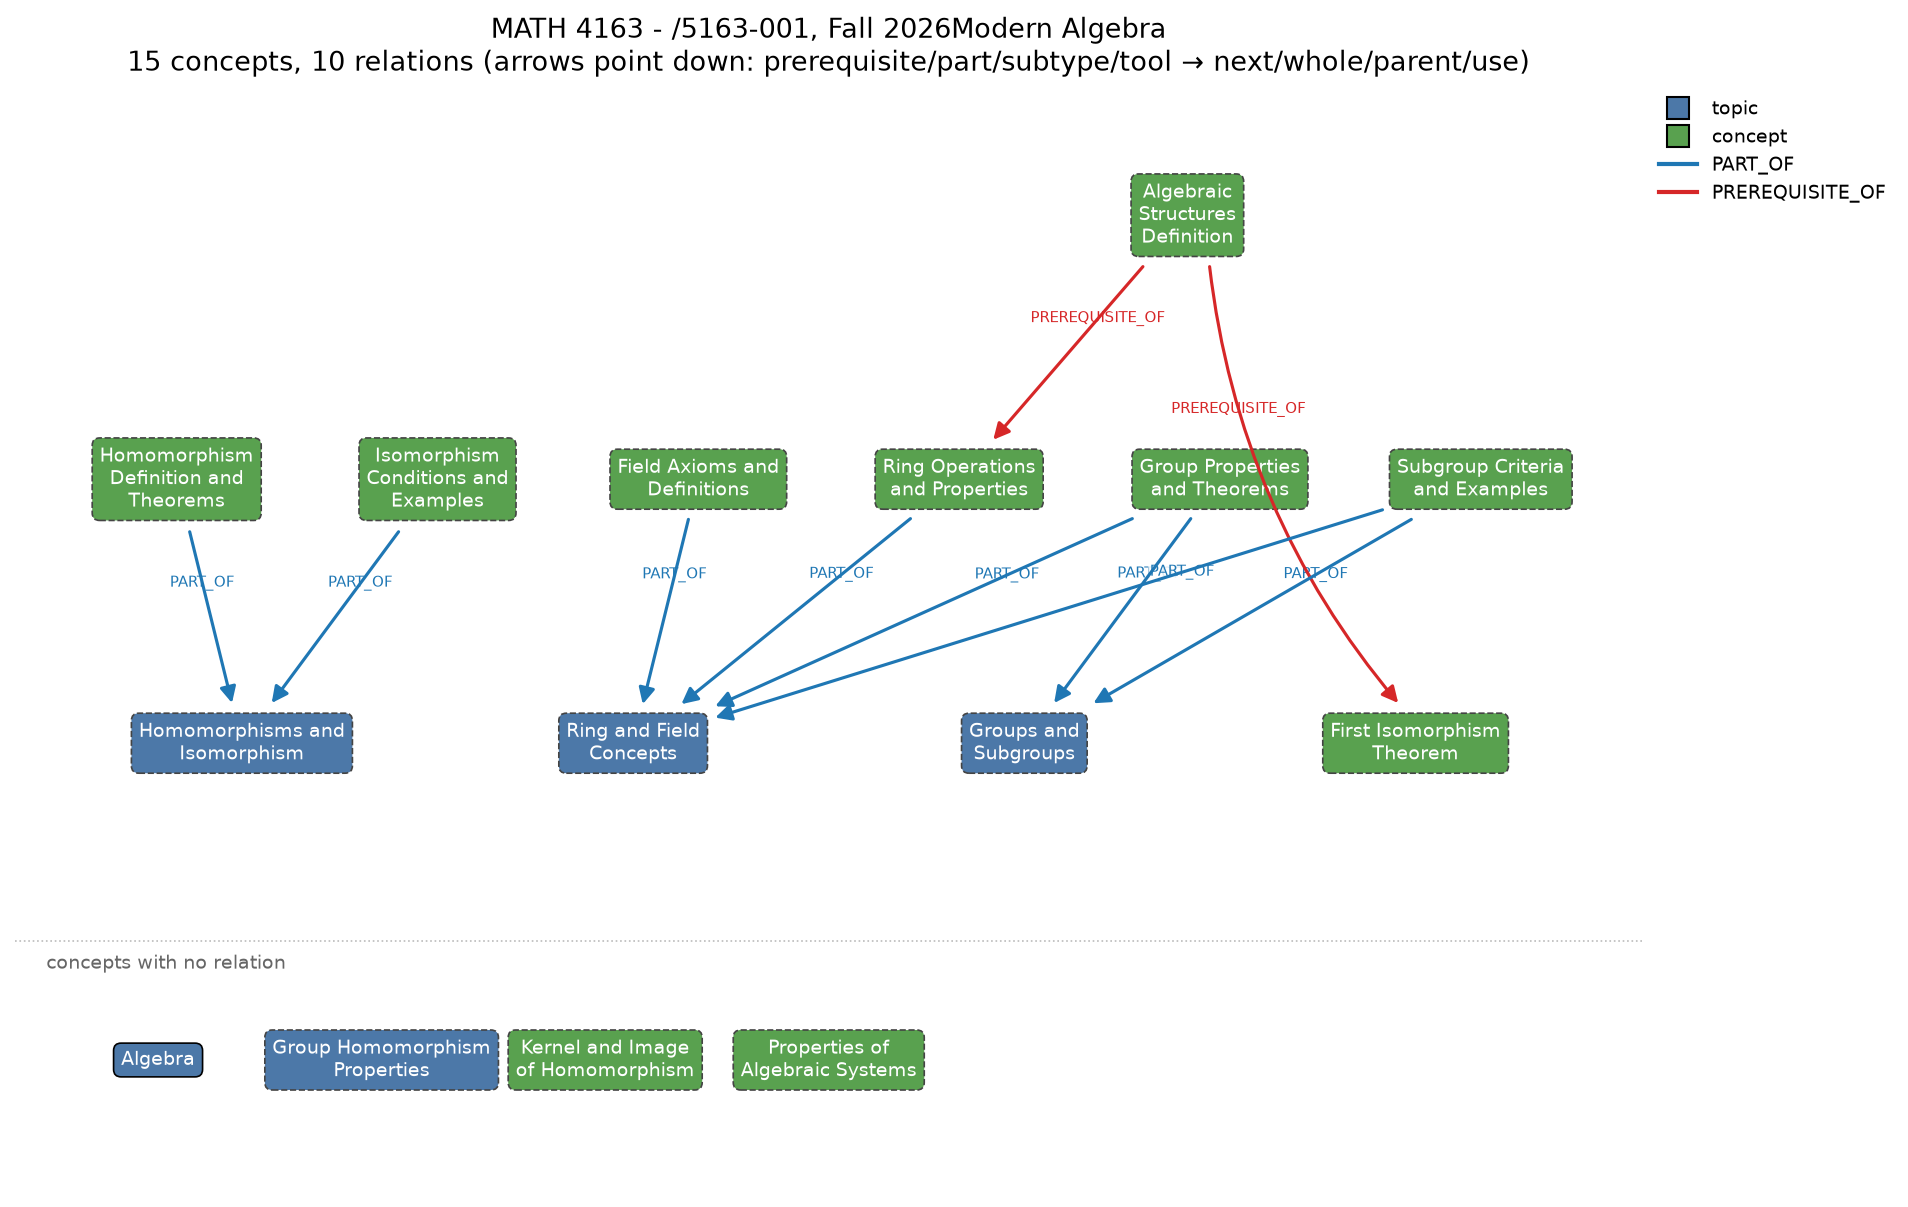 MATH 4163 - /5163-001, Fall 2026Modern Algebra
15 concepts, 10 relations (arrows point down: prerequisite/part/subtype/tool → next/whole/parent/use)
topic
concept
PART_OF
PREREQUISITE_OF
Algebraic
Structures
Definition
PREREQUISITE_OF
PREREQUISITE_OF
Homomorphism
Definition and
Theorems
Isomorphism
Conditions and
Examples
Field Axioms and
Definitions
Ring Operations
and Properties
Group Properties
and Theorems
Subgroup Criteria
and Examples
PART_OF
PART_OF
PART_OF
PART_OF
PART_OF
PART_OF
PART_OF
PART_OF
Homomorphisms and
Isomorphism
Ring and Field
Concepts
Groups and
Subgroups
First Isomorphism
Theorem
concepts with no relation
Algebra
Group Homomorphism
Properties
Kernel and Image
of Homomorphism
Properties of
Algebraic Systems